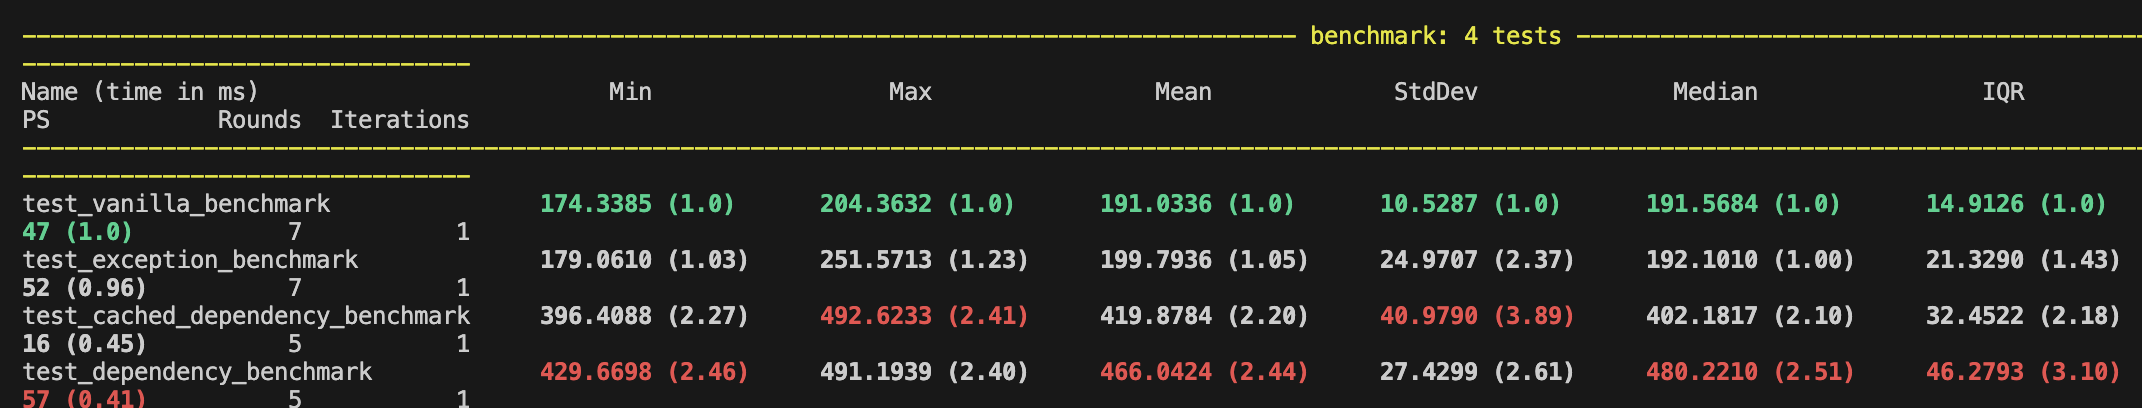 benchmark: 4 tests
Name (time in ms) Min Max Mean StdDev Median IQR
PS Rounds Iterations
test_vanilla_benchmark 174.3385 (1.0) 204.3632 (1.0) 191.0336 (1.0) 10.5287 (1.0) 191.5684 (1.0) 14.9126 (1.0)
47 (1.0) 7 1
test_exception_benchmark 179.0610 (1.03) 251.5713 (1.23) 199.7936 (1.05) 24.9707 (2.37) 192.1010 (1.00) 21.3290 (1.43)
52 (0.96) 7 1
test_cached_dependency_benchmark 396.4088 (2.27) 492.6233 (2.41) 419.8784 (2.20) 40.9790 (3.89) 402.1817 (2.10) 32.4522 (2.18)
16 (0.45) 5 1
test_dependency_benchmark 429.6698 (2.46) 491.1939 (2.40) 466.0424 (2.44) 27.4299 (2.61) 480.2210 (2.51) 46.2793 (3.10)
57 (0.41) 5 1